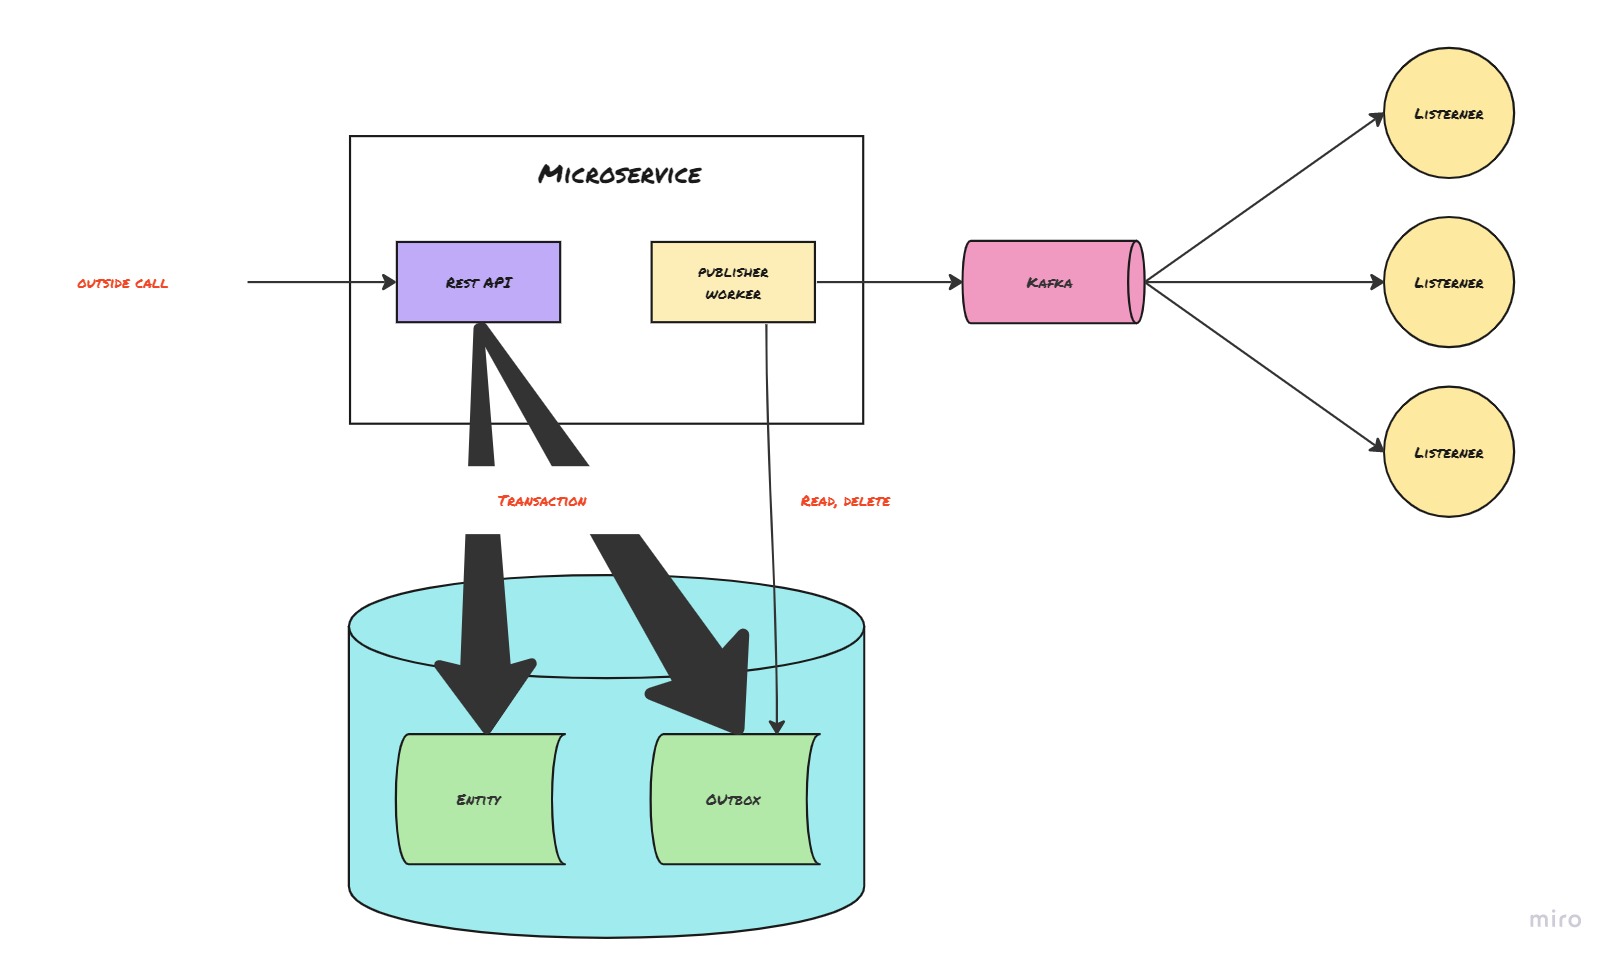 Microservice
outside call
Rest API
publisher
worker
Kafka
Listerner
Listerner
Listerner
Transaction
Read, delete
Entity
OUtbox
miro